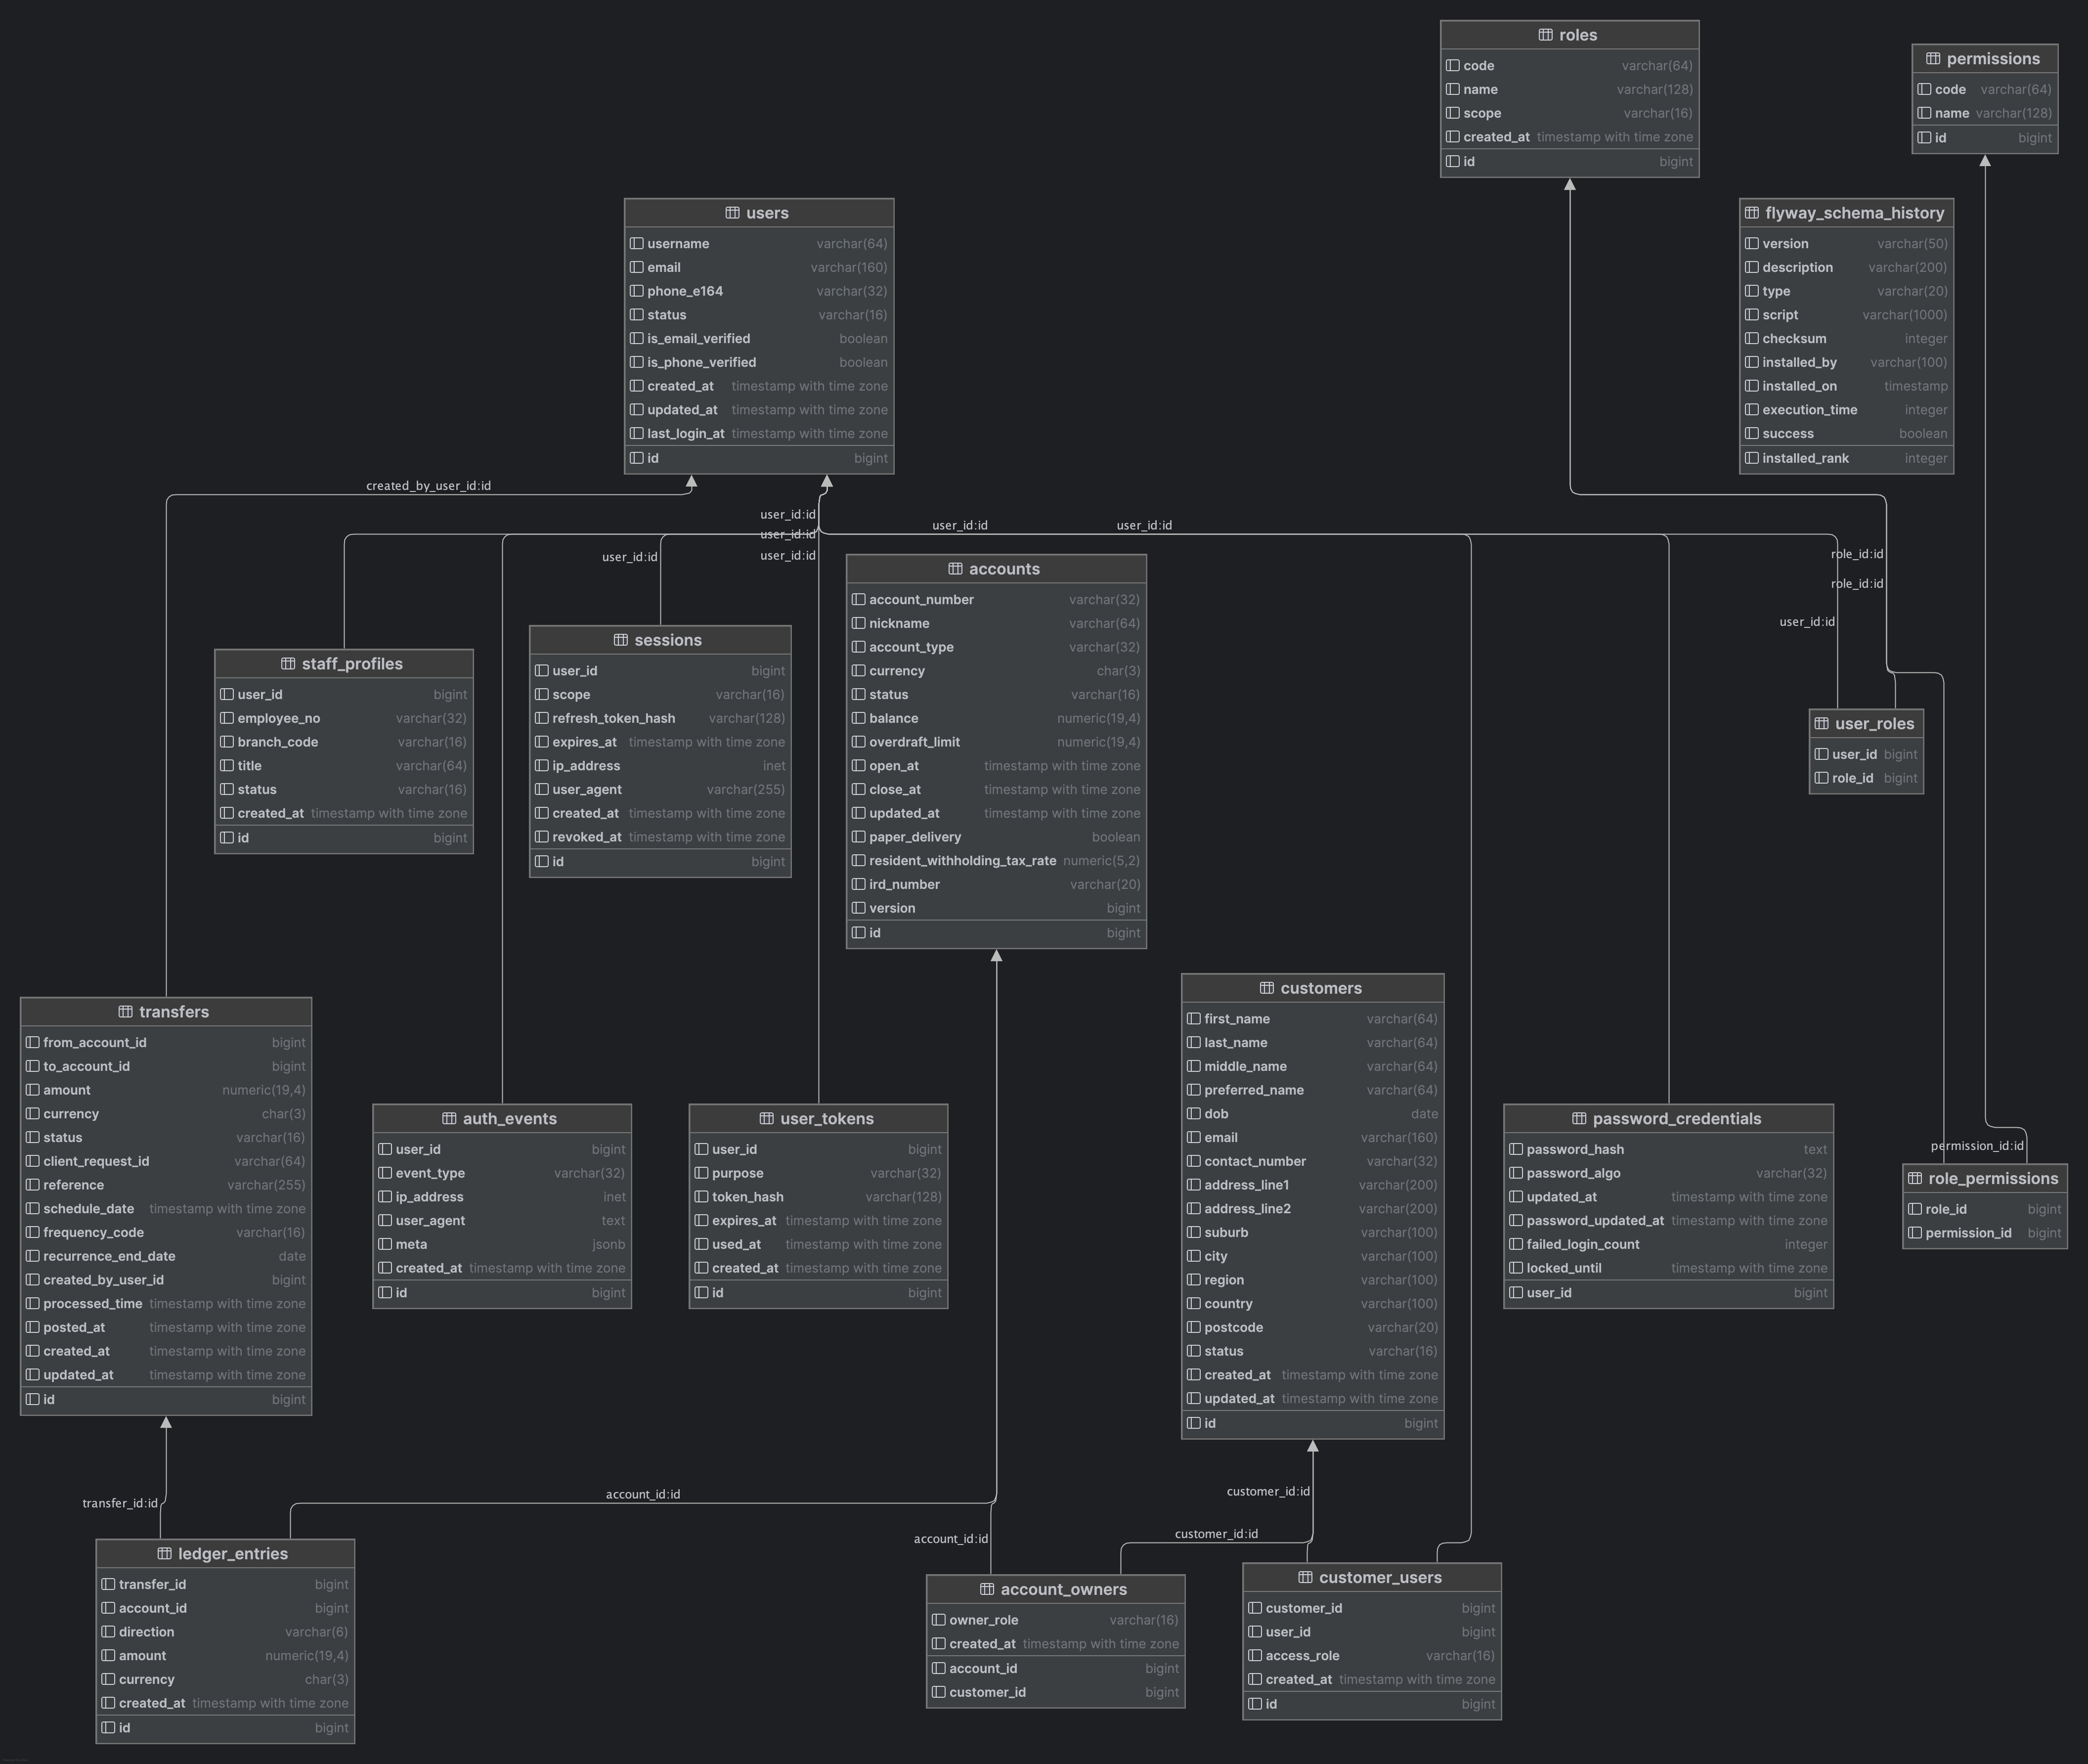 roles
code varchar(64)
name varchar(128)
scope varchar(16)
created_at timestamp with time zone
id bigint
permissions
code varchar(64)
name varchar(128)
id bigint
users
username varchar(64)
email varchar(160)
phone_e164 varchar(32)
status varchar(16)
is_email_verified boolean
is_phone_verified boolean
created_at timestamp with time zone
updated_at timestamp with time zone
last_login_at timestamp with time zone
id bigint
flyway_schema_history
version varchar(50)
description varchar(200)
type varchar(20)
script varchar(1000)
checksum integer
installed_by varchar(100)
installed_on timestamp
execution_time integer
success boolean
installed_rank integer
created_by_user_id:id
user_id:id
user_id:id
user_id:id
user_id:id
user_id:id
user_id:id
role_id:id
role_id:id
user_id:id
accounts
account_number varchar(32)
nickname varchar(64)
account_type varchar(32)
currency char(3)
status varchar(16)
balance numeric(19,4)
overdraft_limit numeric(19,4)
open_at timestamp with time zone
close_at timestamp with time zone
updated_at timestamp with time zone
paper_delivery boolean
resident_withholding_tax_rate numeric(5,2)
ird_number varchar(20)
version bigint
id bigint
staff_profiles
user_id bigint
employee_no varchar(32)
branch_code varchar(16)
title varchar(64)
status varchar(16)
created_at timestamp with time zone
id bigint
sessions
user_id bigint
scope varchar(16)
refresh_token_hash varchar(128)
expires_at timestamp with time zone
ip_address inet
user_agent varchar(255)
created_at timestamp with time zone
revoked_at timestamp with time zone
id bigint
user_roles
user_id bigint
role_id bigint
transfers
from_account_id bigint
to_account_id bigint
amount numeric(19,4)
currency char(3)
status varchar(16)
client_request_id varchar(64)
reference varchar(255)
schedule_date timestamp with time zone
frequency_code varchar(16)
recurrence_end_date date
created_by_user_id bigint
processed_time timestamp with time zone
posted_at timestamp with time zone
created_at timestamp with time zone
updated_at timestamp with time zone
id bigint
auth_events
user_id bigint
event_type varchar(32)
ip_address inet
user_agent text
meta jsonb
created_at timestamp with time zone
id bigint
user_tokens
user_id bigint
purpose varchar(32)
token_hash varchar(128)
expires_at timestamp with time zone
used_at timestamp with time zone
created_at timestamp with time zone
id bigint
customers
first_name varchar(64)
last_name varchar(64)
middle_name varchar(64)
preferred_name varchar(64)
dob date
email varchar(160)
contact_number varchar(32)
address_line1 varchar(200)
address_line2 varchar(200)
suburb varchar(100)
city varchar(100)
region varchar(100)
country varchar(100)
postcode varchar(20)
status varchar(16)
created_at timestamp with time zone
updated_at timestamp with time zone
id bigint
password_credentials
password_hash text
password_algo varchar(32)
updated_at timestamp with time zone
password_updated_at timestamp with time zone
failed_login_count integer
locked_until timestamp with time zone
user_id bigint
permission_id:id
role_permissions
role_id bigint
permission_id bigint
transfer_id:id
account_id:id
account_id:id
customer_id:id
customer_id:id
ledger_entries
transfer_id bigint
account_id bigint
direction varchar(6)
amount numeric(19,4)
currency char(3)
created_at timestamp with time zone
id bigint
account_owners
owner_role varchar(16)
created_at timestamp with time zone
account_id bigint
customer_id bigint
customer_users
customer_id bigint
user_id bigint
access_role varchar(16)
created_at timestamp with time zone
id bigint